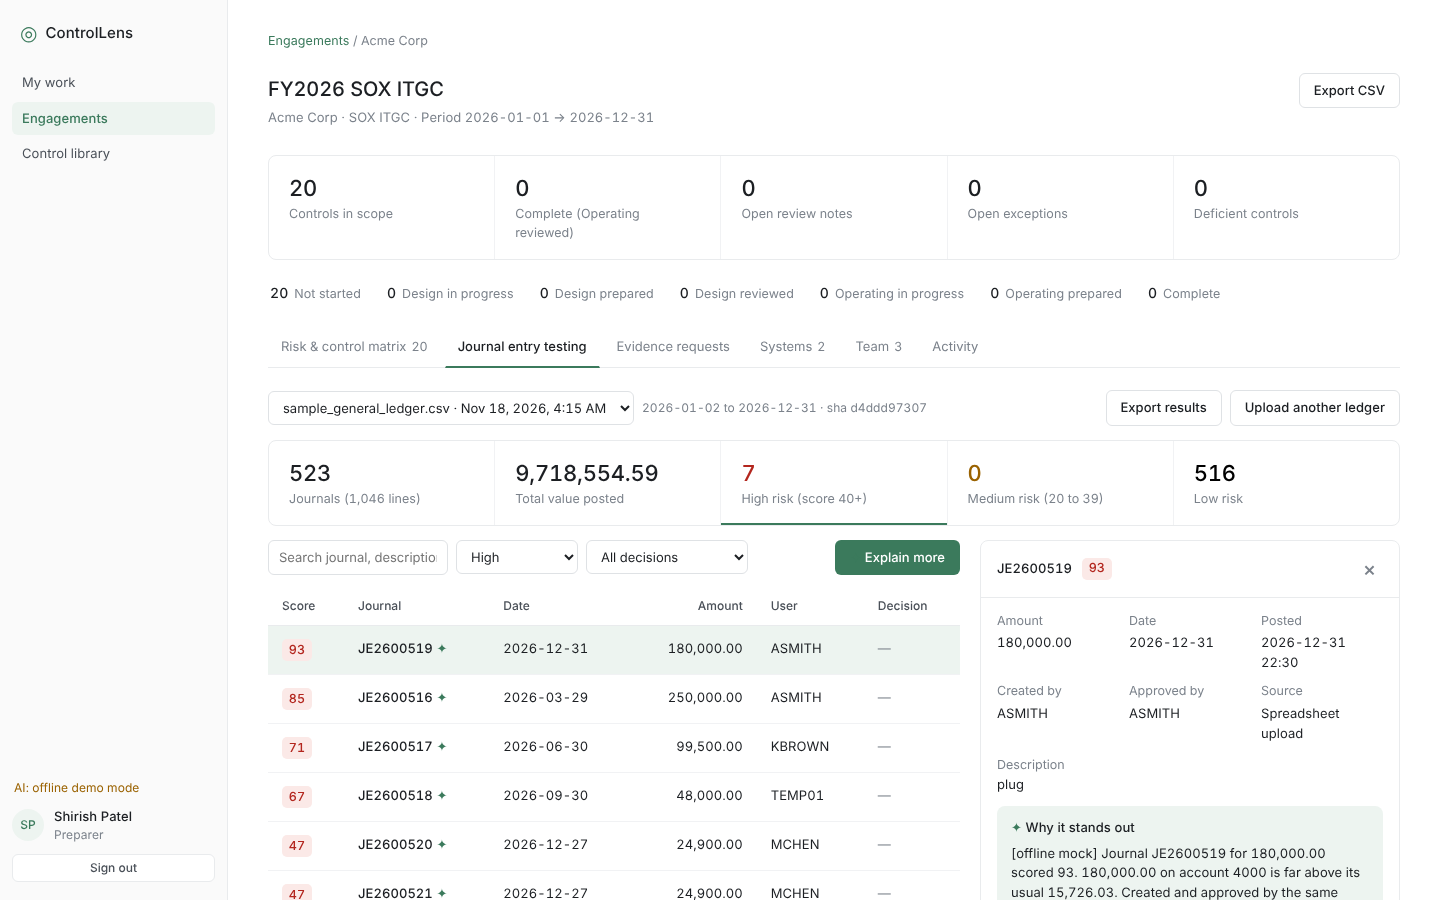 ControlLens
My work
Engagements
Control library
AI: offline demo mode
SP
Shirish Patel
Preparer
Sign out
Engagements / Acme Corp
FY2026 SOX ITGC
Acme Corp · SOX ITGC · Period 2026-01-01 → 2026-12-31
Export CSV
20
Controls in scope
0
Complete (Operating
reviewed)
0
Open review notes
0
Open exceptions
0
Deficient controls
20 Not started 0 Design in progress 0 Design prepared 0 Design reviewed 0 Operating in progress 0 Operating prepared 0 Complete
Risk & control matrix 20 Journal entry testing Evidence requests Systems 2 Team 3 Activity
sample_general_ledger.csv · Nov 18, 2026, 4:15 AM 2026-01-02 to 2026-12-31 · sha d4ddd97307
Export results Upload another ledger
523
Journals (1,046 lines)
9,718,554.59
Total value posted
7
High risk (score 40+)
0
Medium risk (20 to 39)
516
Low risk
Search journal, descriptio High All decisions Explain more
Score Journal Date Amount User Decision
93 JE2600519 ✦ 2026-12-31 180,000.00 ASMITH —
85 JE2600516 ✦ 2026-03-29 250,000.00 ASMITH —
71 JE2600517 ✦ 2026-06-30 99,500.00 KBROWN —
67 JE2600518 ✦ 2026-09-30 48,000.00 TEMP01 —
47 JE2600520 ✦ 2026-12-27 24,900.00 MCHEN —
47 JE2600521 ✦ 2026-12-27 24,900.00 MCHEN —
JE2600519 93 ×
Amount Date Posted
180,000.00 2026-12-31 2026-12-31
22:30
Created by Approved by Source
ASMITH ASMITH Spreadsheet
upload
Description
plug
✦ Why it stands out
[offline mock] Journal JE2600519 for 180,000.00
scored 93. 180,000.00 on account 4000 is far above its
usual 15,726.03. Created and approved by the same